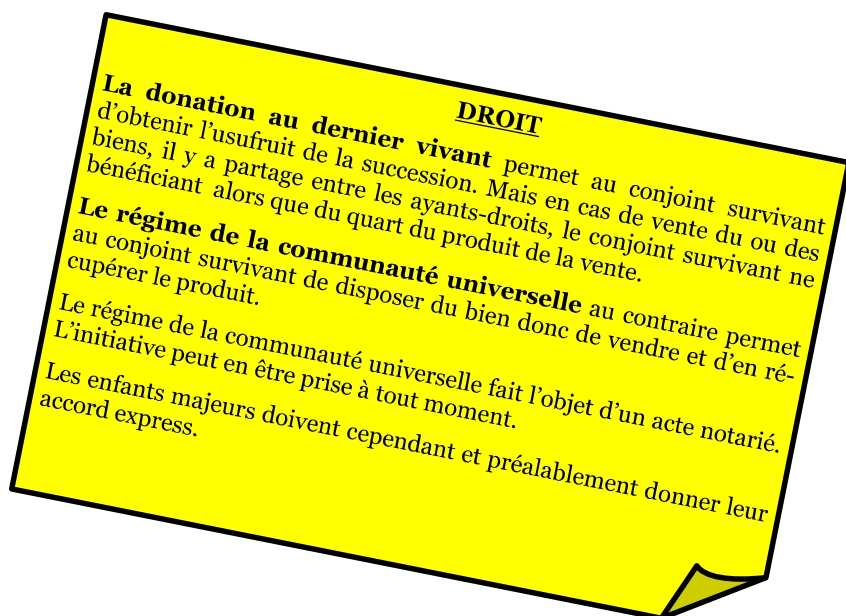 DROIT
La donation au dernier vivant permet au conjoint survivant
d'obtenir l'usufruit de la succession. Mais en cas de vente du ou des
biens, il y a partage entre les ayants-droits, le conjoint survivant ne
bénéficiant alors que du quart du produit de la vente.
Le régime de la communauté universelle au contraire permet
au conjoint survivant de disposer du bien donc de vendre et d'en ré-
cupérer le produit.
Le régime de la communauté universelle fait l'objet d'un acte notarié.
L'initiative peut en être prise à tout moment.
Les enfants majeurs doivent cependant et préalablement donner leur
accord express.